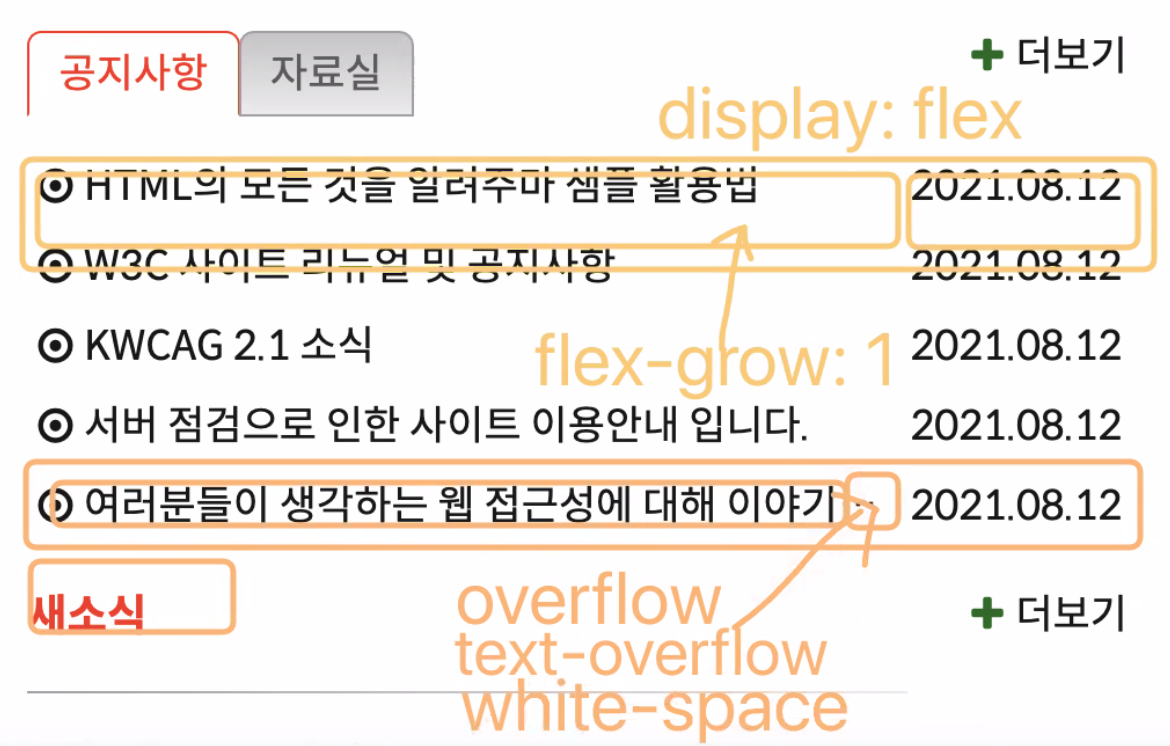 공지사항 자료실 더보기
display: flex
HTML의 모든 것을 알려주마 샘플 활용법 2021.08.12
W3C 사이트 리뉴얼 및 공지사항 2021.08.12
KWCAG 2.1 소식 2021.08.12
flex-grow: 1
서버 점검으로 인한 사이트 이용안내 입니다. 2021.08.12
여러분들이 생각하는 웹 접근성에 대해 이야기… 2021.08.12
새소식 더보기
overflow
text-overflow
white-space